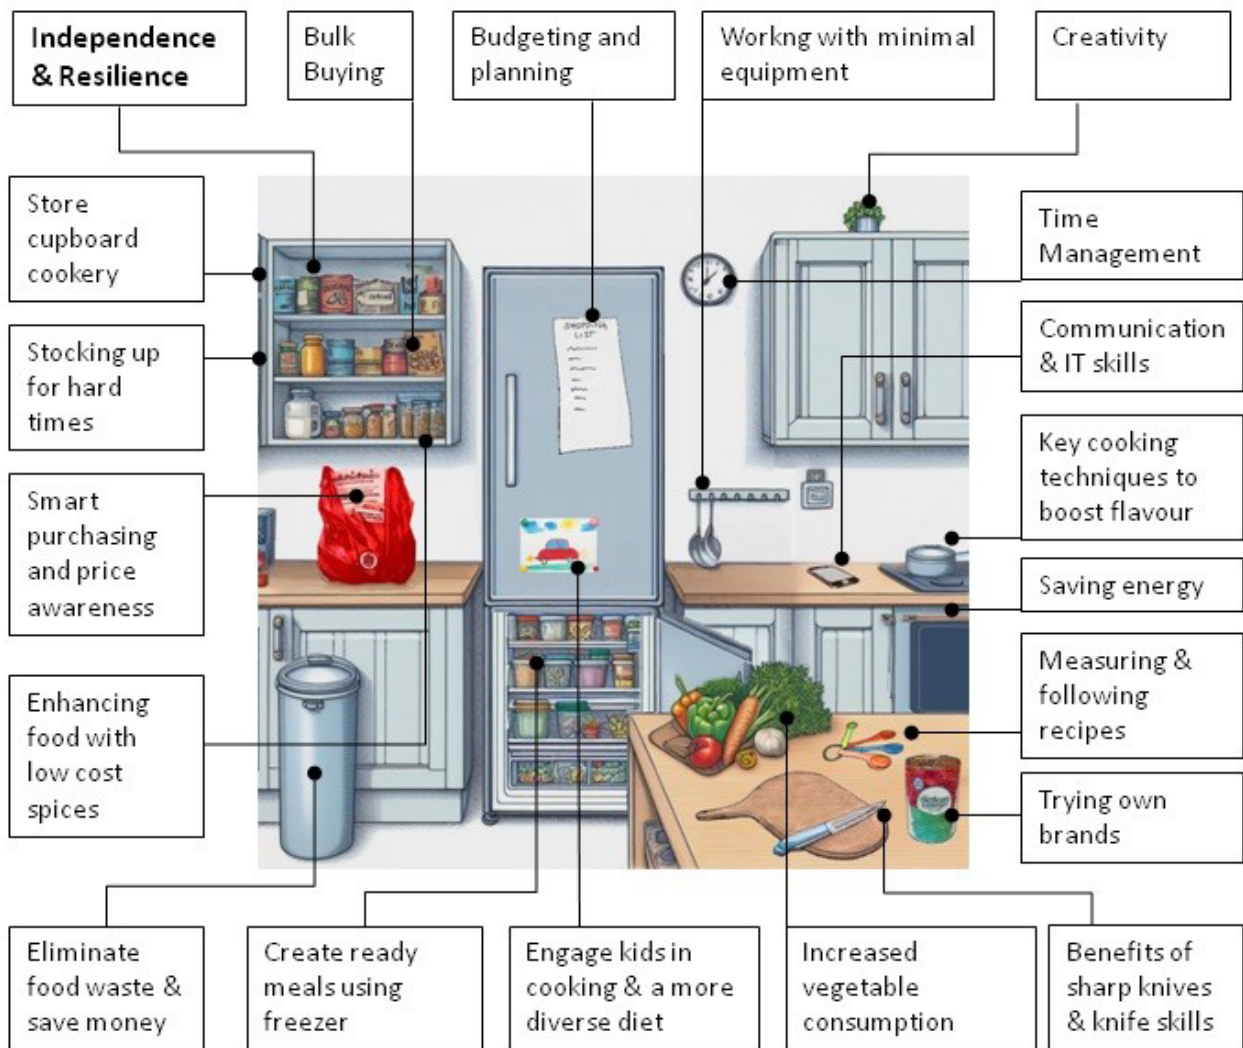 Independence
& Resilience
Bulk
Buying
Budgeting and
planning
Workng with minimal
equipment
Creativity
Store
cupboard
cookery
Time
Management
Stocking up
for hard
times
Communication
& IT skills
SHOPPING
LIST
Key cooking
techniques to
boost flavour
Smart
purchasing
and price
awareness
Saving energy
Enhancing
food with
low cost
spices
Measuring &
following
recipes
Trying own
brands
Eliminate
food waste &
save money
Create ready
meals using
freezer
Engage kids in
cooking & a more
diverse diet
Increased
vegetable
consumption
Benefits of
sharp knives
& knife skills